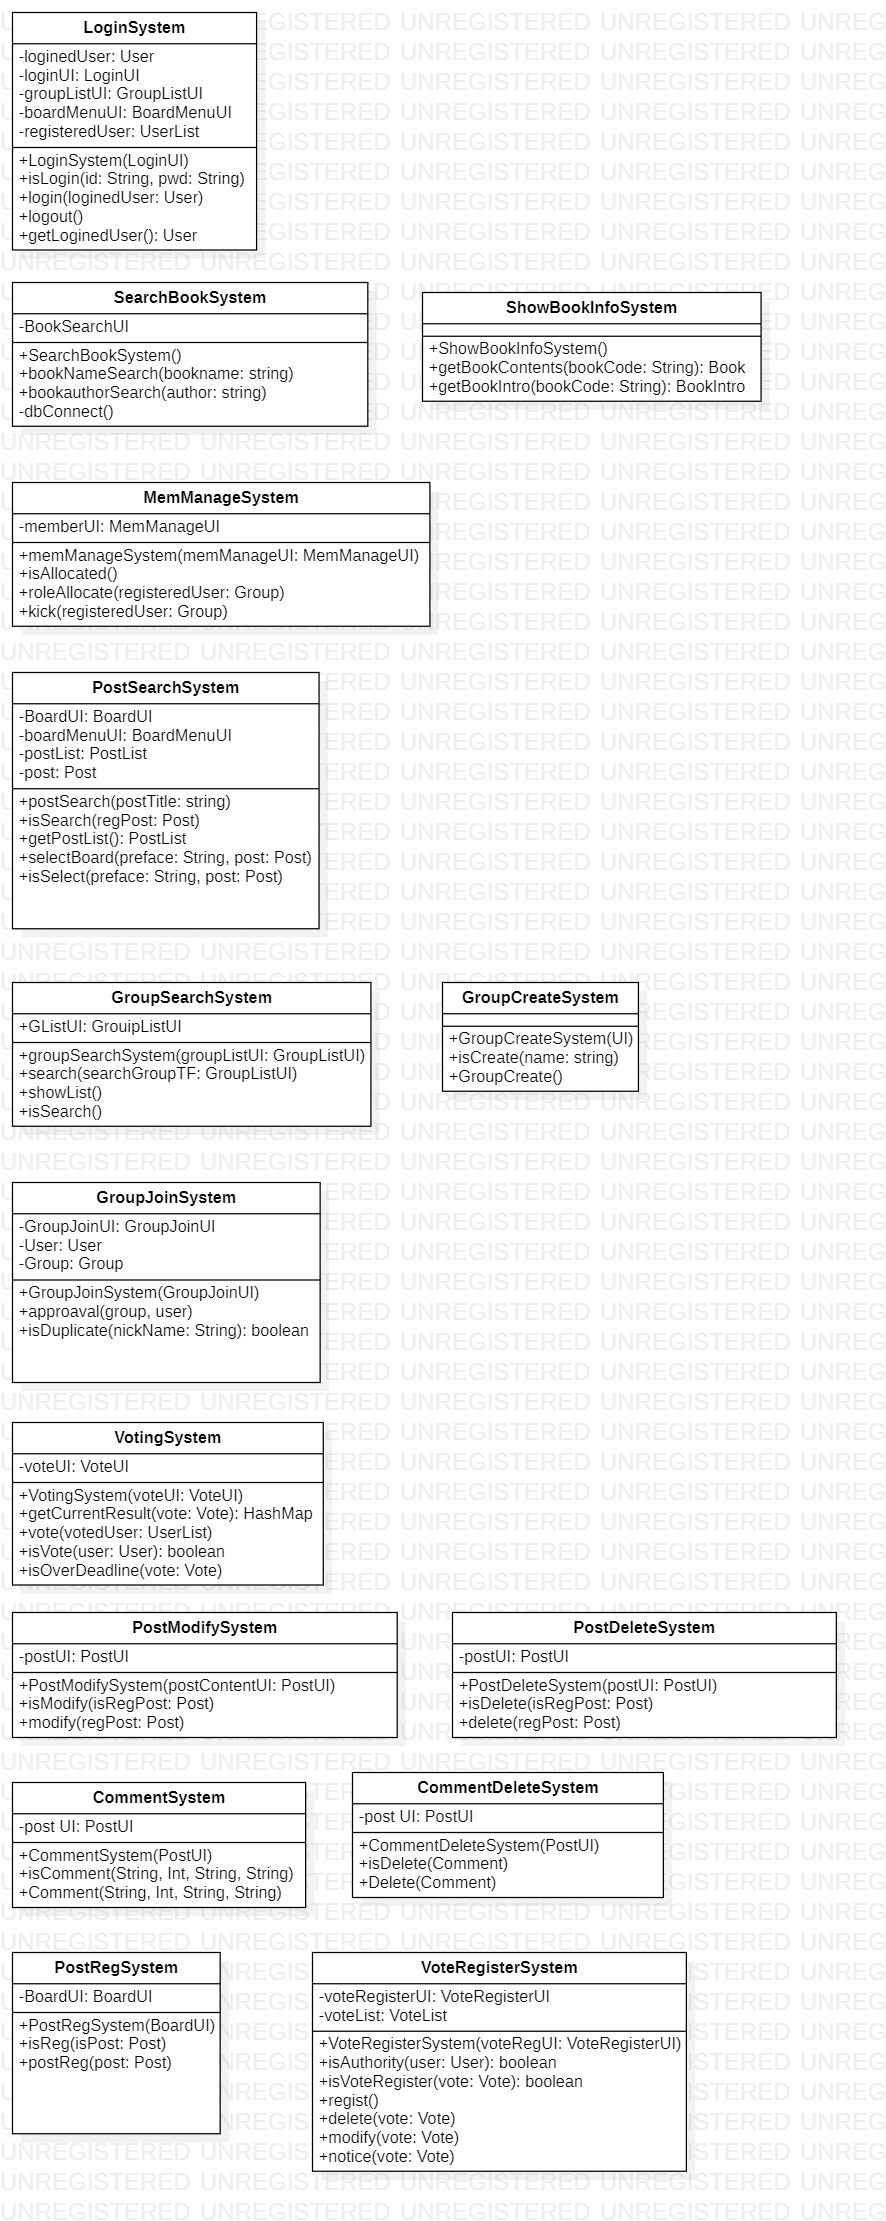 LoginSystem
-loginedUser: User
-loginUI: LoginUI
-groupListUI: GroupListUI
-boardMenuUI: BoardMenuUI
-registeredUser: UserList
+LoginSystem(LoginUI)
+isLogin(id: String, pwd: String)
+login(loginedUser: User)
+logout()
+getLoginedUser(): User
SearchBookSystem
-BookSearchUI
+SearchBookSystem()
+bookNameSearch(bookname: string)
+bookauthorSearch(author: string)
-dbConnect()
ShowBookInfoSystem
+ShowBookInfoSystem()
+getBookContents(bookCode: String): Book
+getBookIntro(bookCode: String): BookIntro
MemManageSystem
-memberUI: MemManageUI
+memManageSystem(memManageUI: MemManageUI)
+isAllocated()
+roleAllocate(registeredUser: Group)
+kick(registeredUser: Group)
PostSearchSystem
-BoardUI: BoardUI
-boardMenuUI: BoardMenuUI
-postList: PostList
-post: Post
+postSearch(postTitle: string)
+isSearch(regPost: Post)
+getPostList(): PostList
+selectBoard(preface: String, post: Post)
+isSelect(preface: String, post: Post)
GroupSearchSystem
+GListUI: GrouipListUI
+groupSearchSystem(groupListUI: GroupListUI)
+search(searchGroupTF: GroupListUI)
+showList()
+isSearch()
GroupCreateSystem
+GroupCreateSystem(UI)
+isCreate(name: string)
+GroupCreate()
GroupJoinSystem
-GroupJoinUI: GroupJoinUI
-User: User
-Group: Group
+GroupJoinSystem(GroupJoinUI)
+approaval(group, user)
+isDuplicate(nickName: String): boolean
VotingSystem
-voteUI: VoteUI
+VotingSystem(voteUI: VoteUI)
+getCurrentResult(vote: Vote): HashMap
+vote(votedUser: UserList)
+isVote(user: User): boolean
+isOverDeadline(vote: Vote)
PostModifySystem
-postUI: PostUI
+PostModifySystem(postContentUI: PostUI)
+isModify(isRegPost: Post)
+modify(regPost: Post)
PostDeleteSystem
-postUI: PostUI
+PostDeleteSystem(postUI: PostUI)
+isDelete(isRegPost: Post)
+delete(regPost: Post)
CommentSystem
-post UI: PostUI
+CommentSystem(PostUI)
+isComment(String, Int, String, String)
+Comment(String, Int, String, String)
CommentDeleteSystem
-post UI: PostUI
+CommentDeleteSystem(PostUI)
+isDelete(Comment)
+Delete(Comment)
PostRegSystem
-BoardUI: BoardUI
+PostRegSystem(BoardUI)
+isReg(isPost: Post)
+postReg(post: Post)
VoteRegisterSystem
-voteRegisterUI: VoteRegisterUI
-voteList: VoteList
+VoteRegisterSystem(voteRegUI: VoteRegisterUI)
+isAuthority(user: User): boolean
+isVoteRegister(vote: Vote): boolean
+regist()
+delete(vote: Vote)
+modify(vote: Vote)
+notice(vote: Vote)